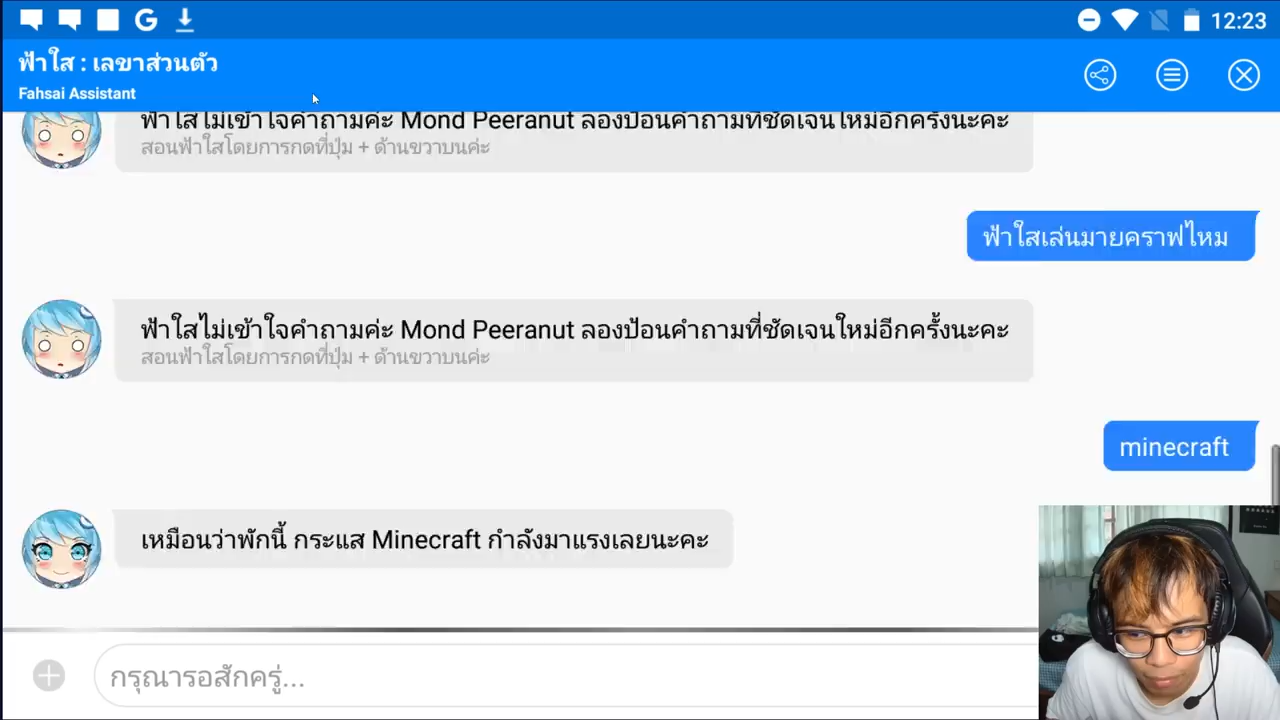 12:23
ฟ้าใส : เลขาส่วนตัว
Fahsai Assistant
ฟ้าใสไม่เข้าใจคำถามค่ะ Mond Peeranut ลองป้อนคำถามที่ชัดเจนใหม่อีกครั้งนะคะ
สอนฟ้าใสโดยการกดที่ปุ่ม + ด้านขวาบนค่ะ
ฟ้าใสเล่นมายคราฟไหม
ฟ้าใสไม่เข้าใจคำถามค่ะ Mond Peeranut ลองป้อนคำถามที่ชัดเจนใหม่อีกครั้งนะคะ
สอนฟ้าใสโดยการกดที่ปุ่ม + ด้านขวาบนค่ะ
minecraft
เหมือนว่าพักนี้ กระแส Minecraft กำลังมาแรงเลยนะคะ
กรุณารอสักครู่...